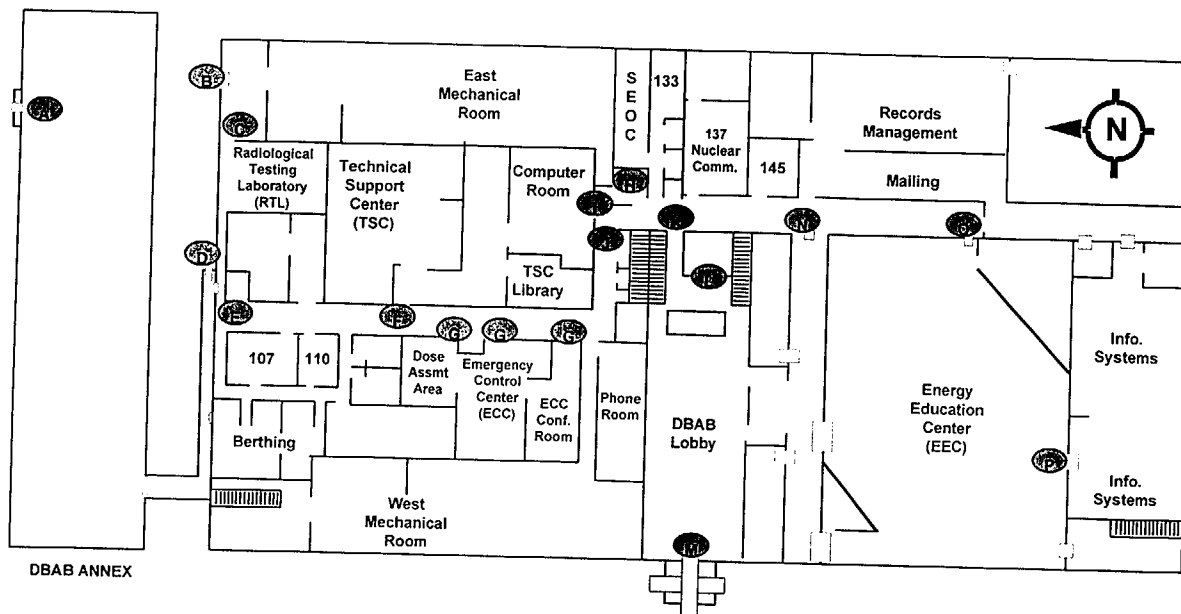 B
A
C
East
Mechanical
Room
S
E
O
C
133
137
Nuclear
Comm.
145
Records
Management
N
Mailing
Radiological
Testing
Laboratory
(RTL)
Technical
Support
Center
(TSC)
Computer
Room
H
N
D
TSC
Library
E
F
G
G
G
107
110
Dose
Assmt
Area
Emergency
Control
Center
(ECC)
ECC
Conf.
Room
Phone
Room
DBAB
Lobby
Energy
Education
Center
(EEC)
Info.
Systems
Berthing
P
Info.
Systems
West
Mechanical
Room
M
DBAB ANNEX